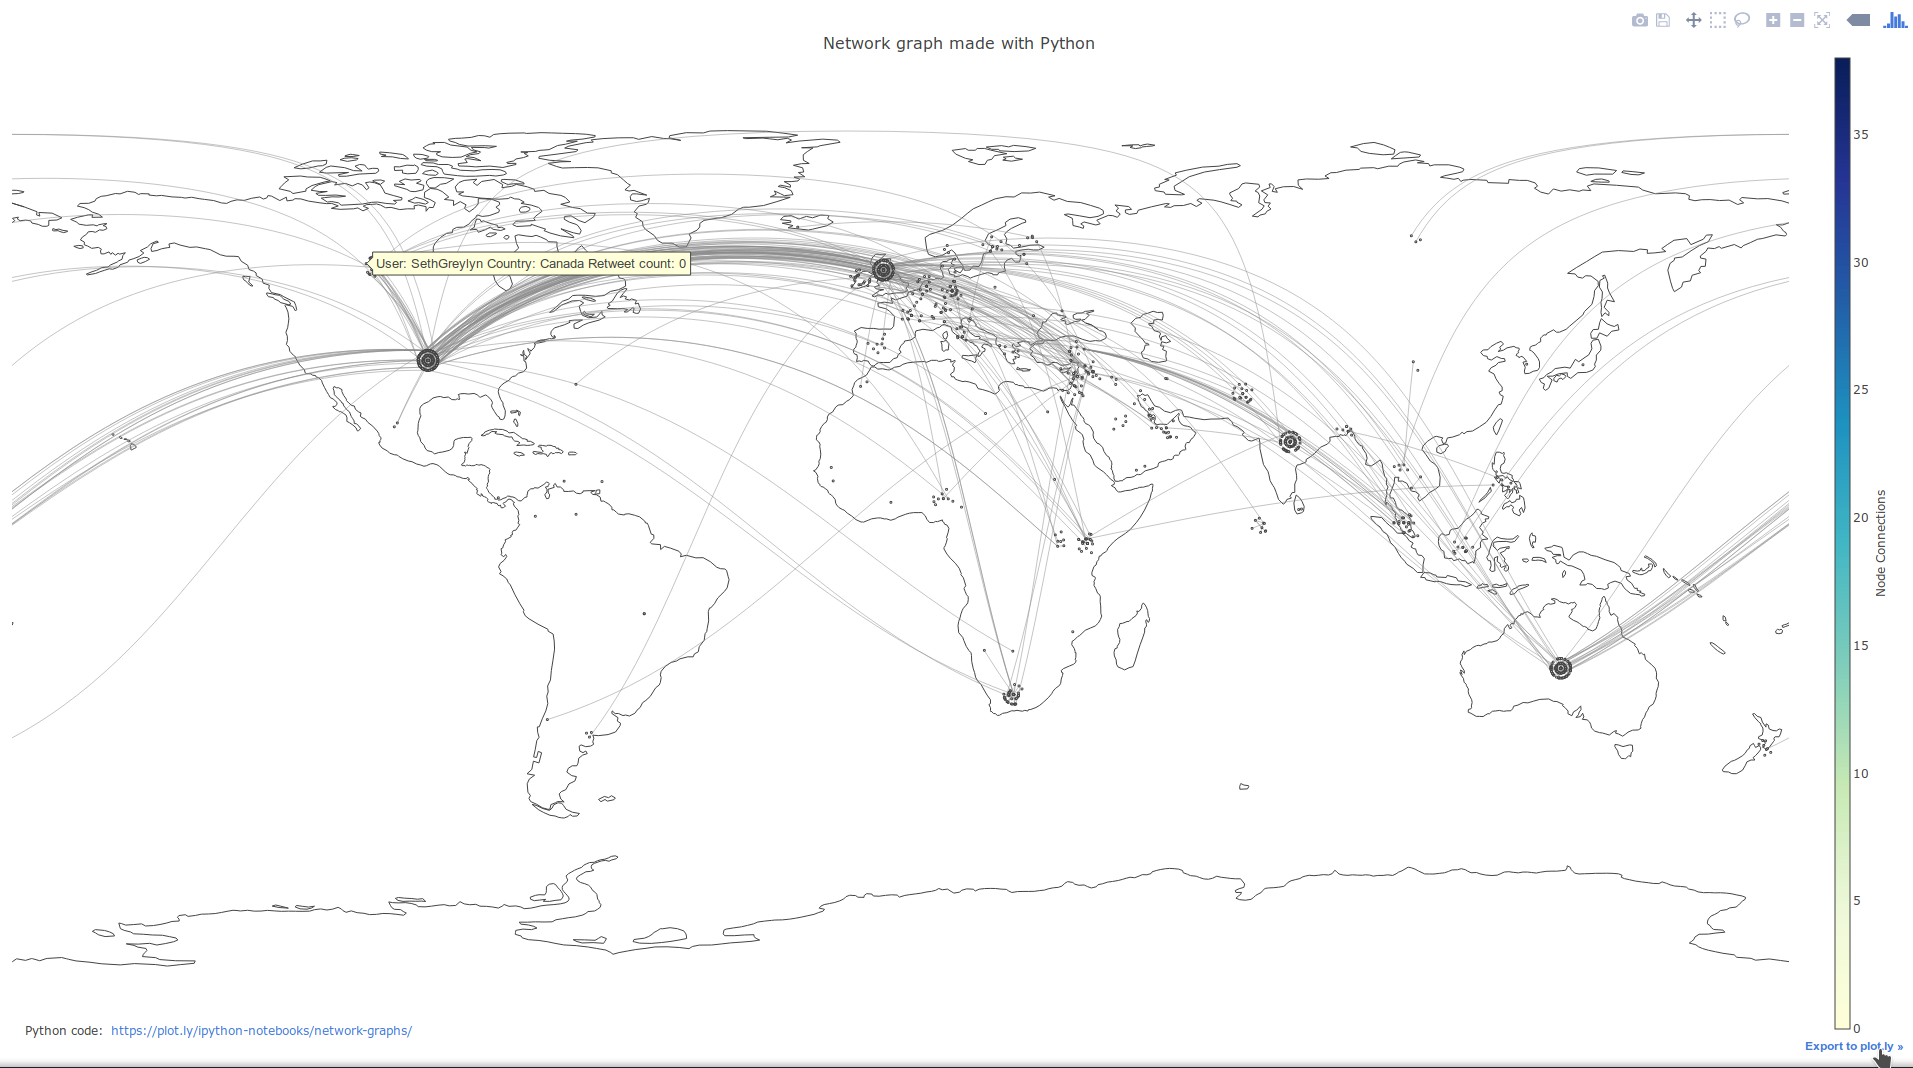 Network graph made with Python
User: SethGreylyn Country: Canada Retweet count: 0
35
30
25
20
15
10
5
0
Node Connections
Python code: https://plot.ly/ipython-notebooks/network-graphs/
Export to plot.ly »